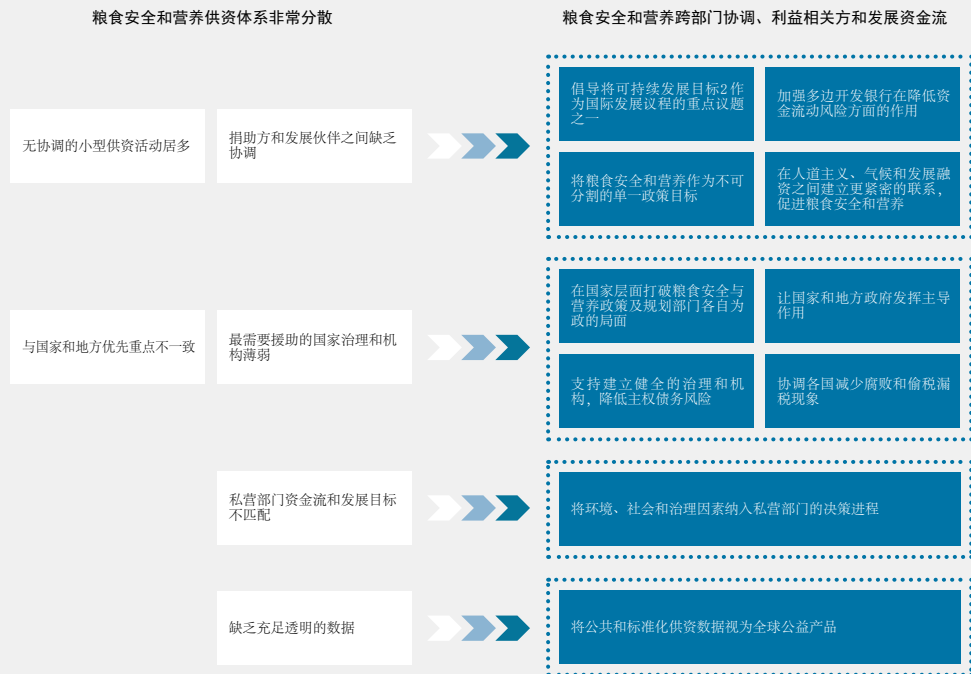 粮食安全和营养供资体系非常分散
粮食安全和营养跨部门协调、利益相关方和发展资金流
无协调的小型供资活动居多
捐助方和发展伙伴之间缺乏
协调
倡导将可持续发展目标2作
为国际发展议程的重点议题
之一
加强多边开发银行在降低资
金流动风险方面的作用
将粮食安全和营养作为不可
分割的单一政策目标
在人道主义、气候和发展融
资之间建立更紧密的联系，
促进粮食安全和营养
与国家和地方优先重点不一致
最需要援助的国家治理和机
构薄弱
在国家层面打破粮食安全与
营养政策及规划部门各自为
政的局面
让国家和地方政府发挥主导
作用
支持建立健全的治理和机
构，降低主权债务风险
协调各国减少腐败和偷税漏
税现象
私营部门资金流和发展目标
不匹配
将环境、社会和治理因素纳入私营部门的决策进程
缺乏充足透明的数据
将公共和标准化供资数据视为全球公益产品